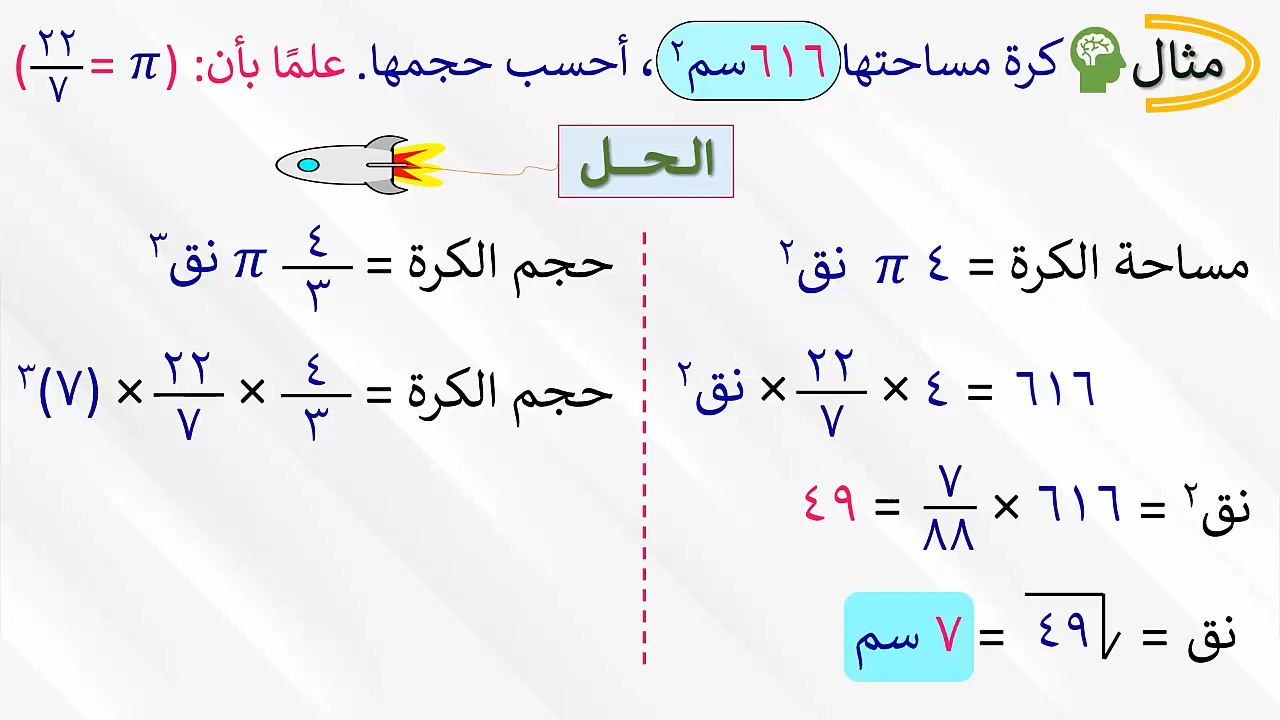 مثال كرة مساحتها ٦١٦ سم٢، أحسب حجمها. علمًا بأن: (π = ٢٢/٧)
الحــل
مساحة الكرة = ٤ π نق٢
٦١٦ = ٤ × ٢٢/٧ × نق٢
نق٢ = ٦١٦ × ٧/٨٨ = ٤٩
نق = √٤٩ = ٧ سم
حجم الكرة = ٤/٣ π نق٣
حجم الكرة = ٤/٣ × ٢٢/٧ × (٧)٣